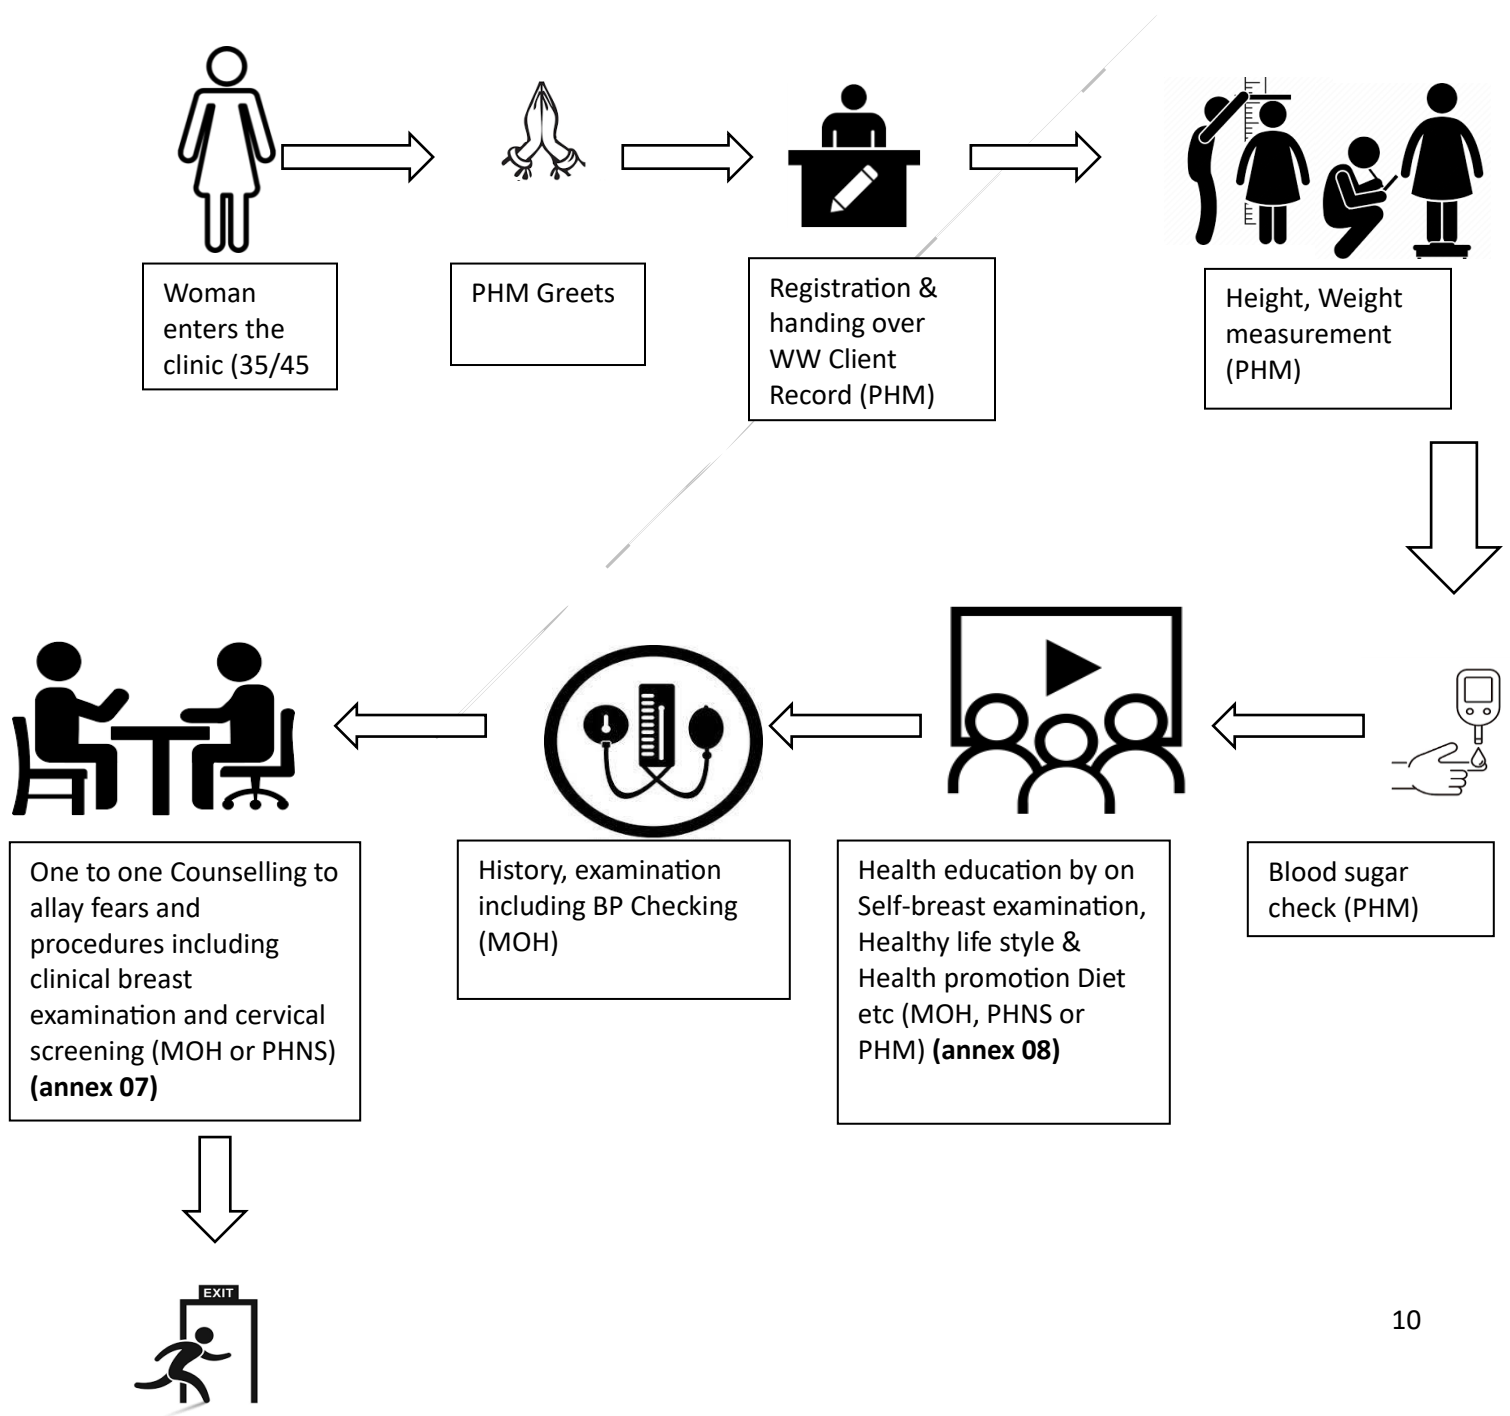 Woman
enters the
clinic (35/45
PHM Greets
Registration &
handing over
WW Client
Record (PHM)
Height, Weight
measurement
(PHM)
One to one Counselling to
allay fears and
procedures including
clinical breast
examination and cervical
screening (MOH or PHNS)
(annex 07)
History, examination
including BP Checking
(MOH)
Health education by on
Self-breast examination,
Healthy life style &
Health promotion Diet
etc (MOH, PHNS or
PHM) (annex 08)
Blood sugar
check (PHM)
EXIT
10